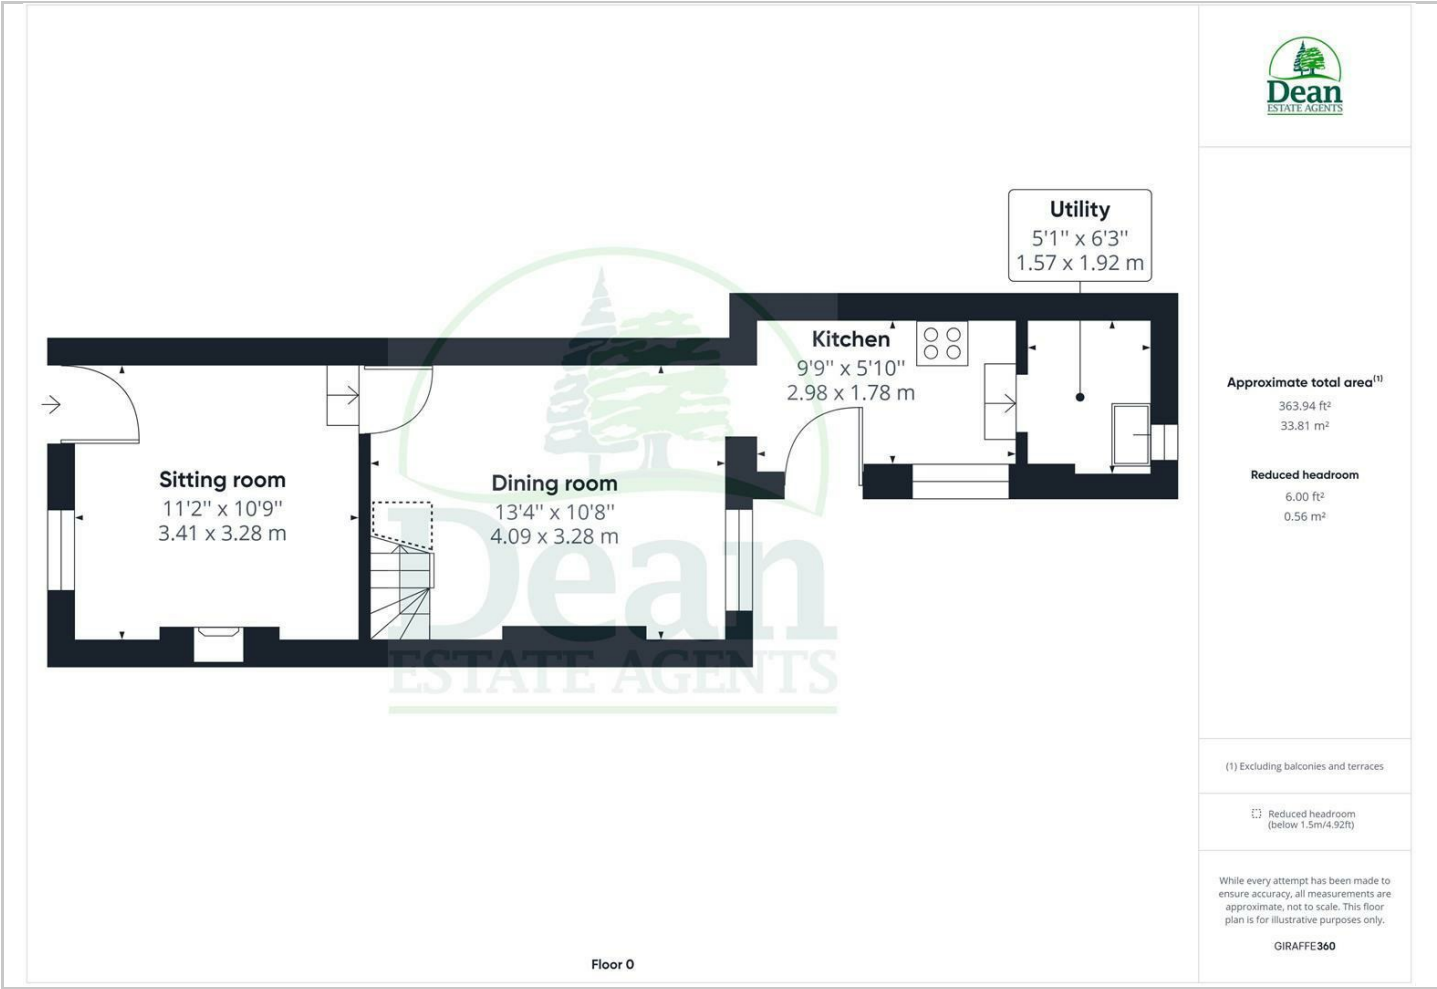 Dean
ESTATE AGENTS
Utility
5'1'' x 6'3''
1.57 x 1.92 m
Kitchen
9'9'' x 5'10''
2.98 x 1.78 m
Sitting room
11'2'' x 10'9''
3.41 x 3.28 m
Dining room
13'4'' x 10'8''
4.09 x 3.28 m
Dean
ESTATE AGENTS
Floor 0
Approximate total area(1)
363.94 ft²
33.81 m²
Reduced headroom
6.00 ft²
0.56 m²
(1) Excluding balconies and terraces
Reduced headroom
(below 1.5m/4.92ft)
While every attempt has been made to
ensure accuracy, all measurements are
approximate, not to scale. This floor
plan is for illustrative purposes only.
GIRAFFE360